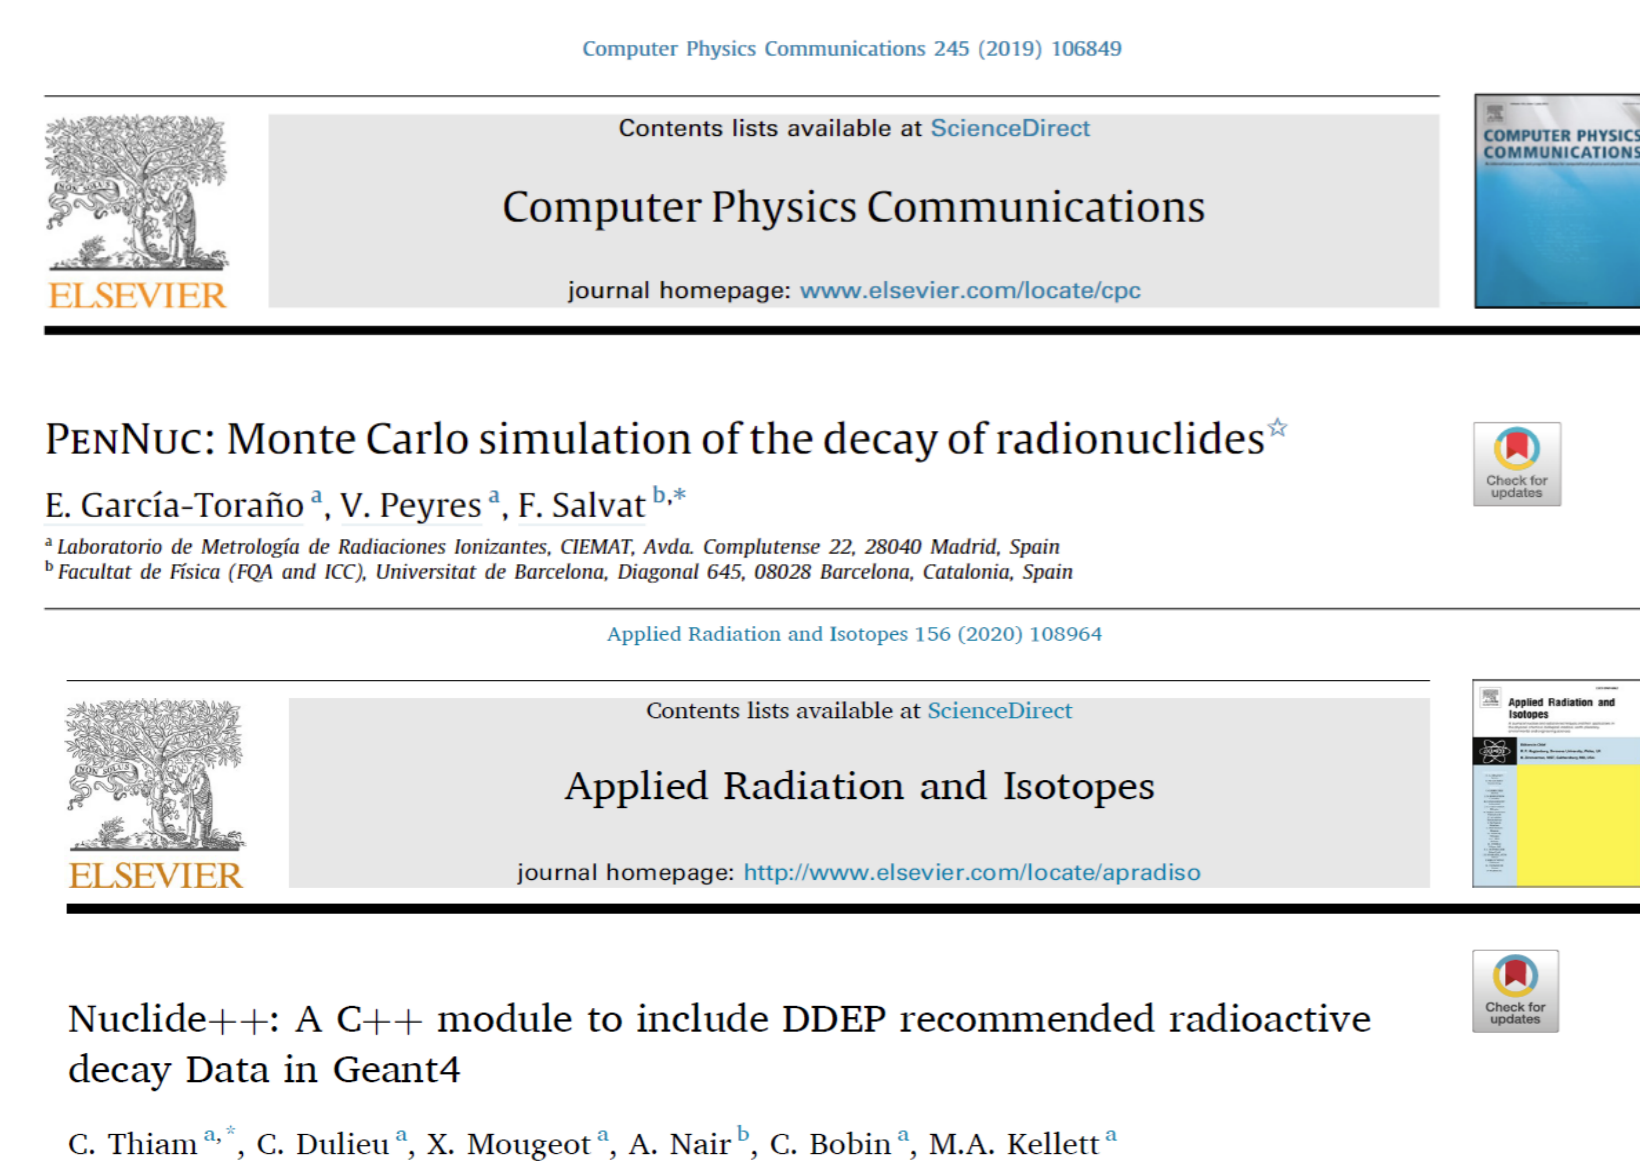 Computer Physics Communications 245 (2019) 106849
Contents lists available at ScienceDirect
Computer Physics Communications
journal homepage: www.elsevier.com/locate/cpc
NON SOLUS
ELSEVIER
COMPUTER PHYSICS
COMMUNICATIONS
PENNUC: Monte Carlo simulation of the decay of radionuclides☆
E. García-Toraño a, V. Peyres a, F. Salvat b,*
a Laboratorio de Metrología de Radiaciones Ionizantes, CIEMAT, Avda. Complutense 22, 28040 Madrid, Spain
b Facultat de Física (FQA and ICC), Universitat de Barcelona, Diagonal 645, 08028 Barcelona, Catalonia, Spain
Check for
updates
Applied Radiation and Isotopes 156 (2020) 108964
Contents lists available at ScienceDirect
Applied Radiation and Isotopes
journal homepage: http://www.elsevier.com/locate/apradiso
NON SOLUS
ELSEVIER
Applied Radiation and
Isotopes
Check for
updates
Nuclide++: A C++ module to include DDEP recommended radioactive
decay Data in Geant4
C. Thiam a,*, C. Dulieu a, X. Mougeot a, A. Nair b, C. Bobin a, M.A. Kellett a